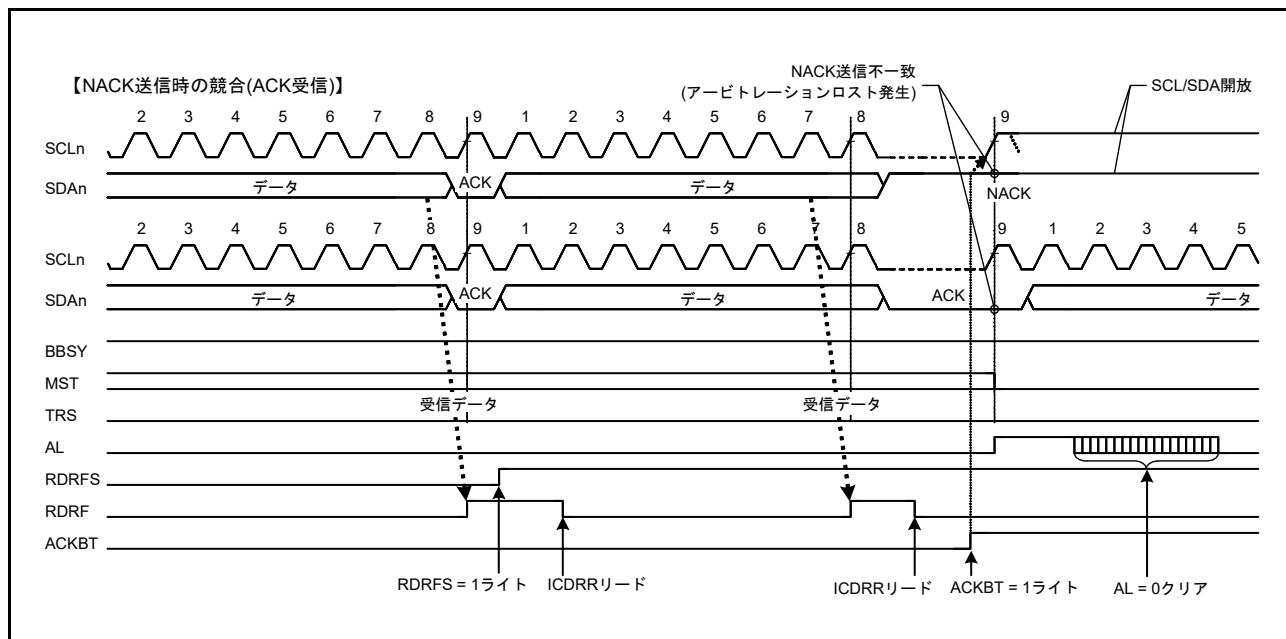 【NACK送信時の競合(ACK受信)】
NACK送信不一致
(アービトレーションロスト発生)
SCL/SDA開放
2 3 4 5 6 7 8 9 1 2 3 4 5 6 7 8 9
SCLn
SDAn データ ACK データ NACK
2 3 4 5 6 7 8 9 1 2 3 4 5 6 7 8 9 1 2 3 4 5
SCLn
SDAn データ ACK データ ACK データ
BBSY
MST
受信データ 受信データ
TRS
AL
RDRFS
RDRF
ACKBT
RDRFS = 1ライト ICDRRリード ICDRRリード ACKBT = 1ライト AL = 0クリア